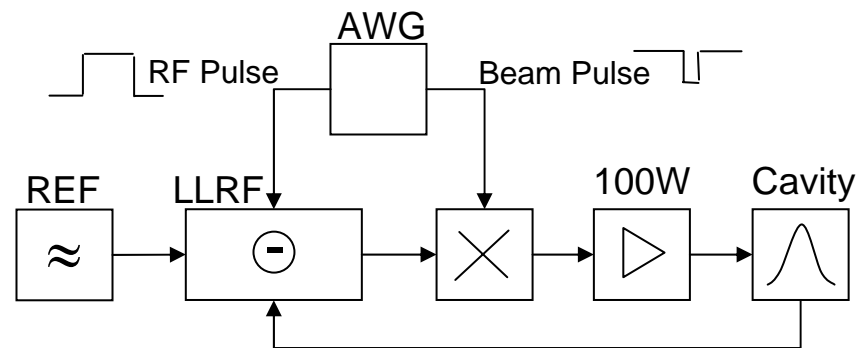 AWG
RF Pulse
Beam Pulse
REF
LLRF
100W
Cavity
≈
-